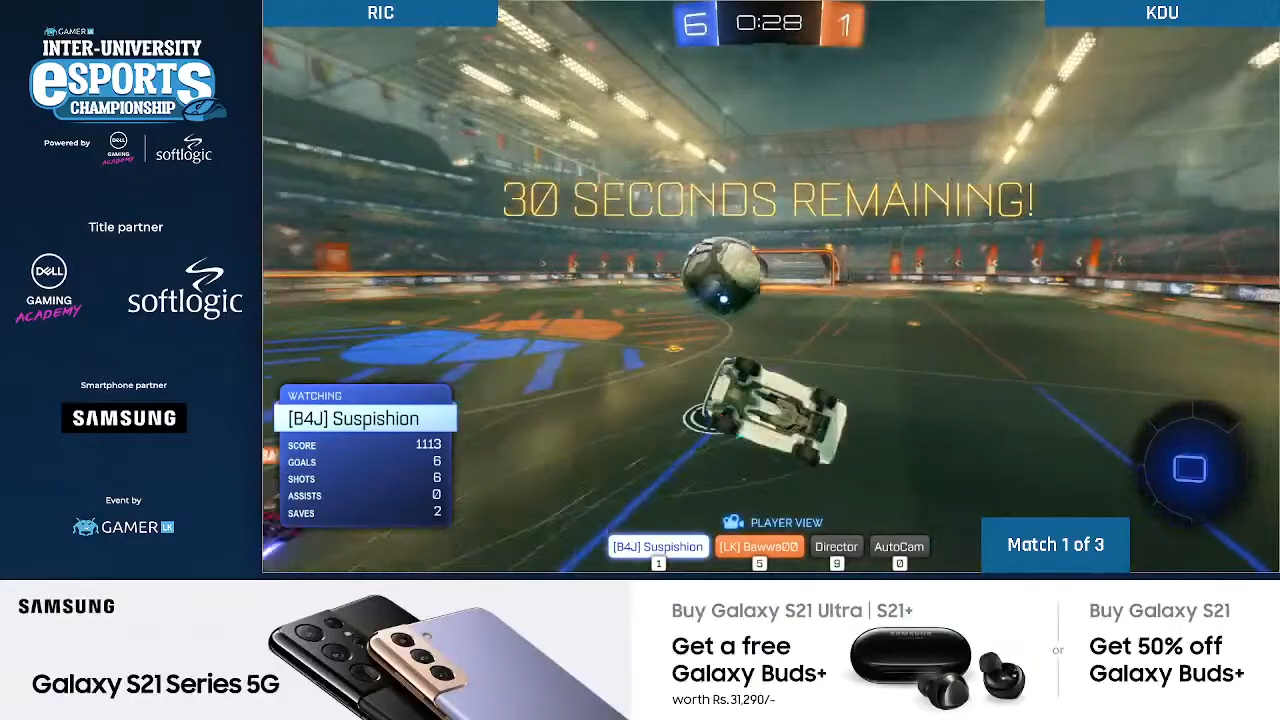 GAMER LK
INTER-UNIVERSITY
eSPORTS
CHAMPIONSHIP
Powered by
DELL
GAMING
ACADEMY
softlogic
Title partner
DELL
GAMING
ACADEMY
softlogic
Smartphone partner
SAMSUNG
Event by
GAMER LK
RIC
6 0:28 1
KDU
30 SECONDS REMAINING!
WATCHING
[B4J] Suspishion
SCORE 1113
GOALS 6
SHOTS 6
ASSISTS 0
SAVES 2
PLAYER VIEW
[B4J] Suspishion [LK] Bawwa00 Director AutoCam
1 5 9 0
Match 1 of 3
SAMSUNG
Galaxy S21 Series 5G
Buy Galaxy S21 Ultra | S21+
Get a free
Galaxy Buds+
worth Rs.31,290/-
SAMSUNG
or
Buy Galaxy S21
Get 50% off
Galaxy Buds+